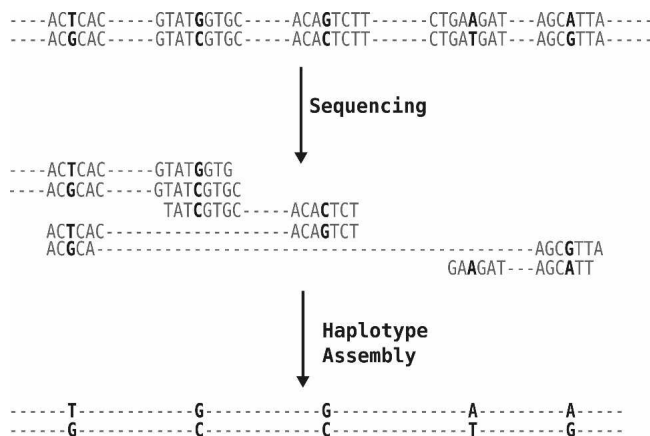 ----ACTCAC-----GTATGGTGC-----ACAGTCTT------CTGAAGAT---AGCATTA-----
----ACGCAC-----GTATCGTGC-----ACACTCTT------CTGATGAT---AGCGTTA-----
Sequencing
----ACTCAC-----GTATGGTG
----ACGCAC-----GTATCGTGC
TATCGTGC-----ACACTCT
ACTCAC-------------------ACAGTCT
ACGCA---------------------------------------------AGCGTTA
GAAGAT---AGCATT
Haplotype
Assembly
------T------------G------------G--------------A---------A-----
------G------------C------------C--------------T---------G-----